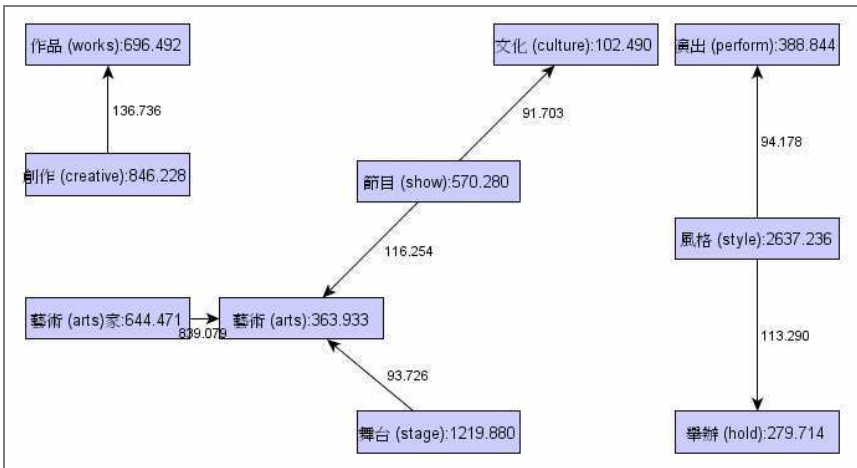 作品 (works):696.492
文化 (culture):102.490
演出 (perform):388.844
136.736
91.703
94.178
創作 (creative):846.228
節目 (show):570.280
風格 (style):2637.236
116.254
藝術 (arts)家:644.471
839.079
藝術 (arts):363.933
113.290
93.726
舞台 (stage):1219.880
舉辦 (hold):279.714